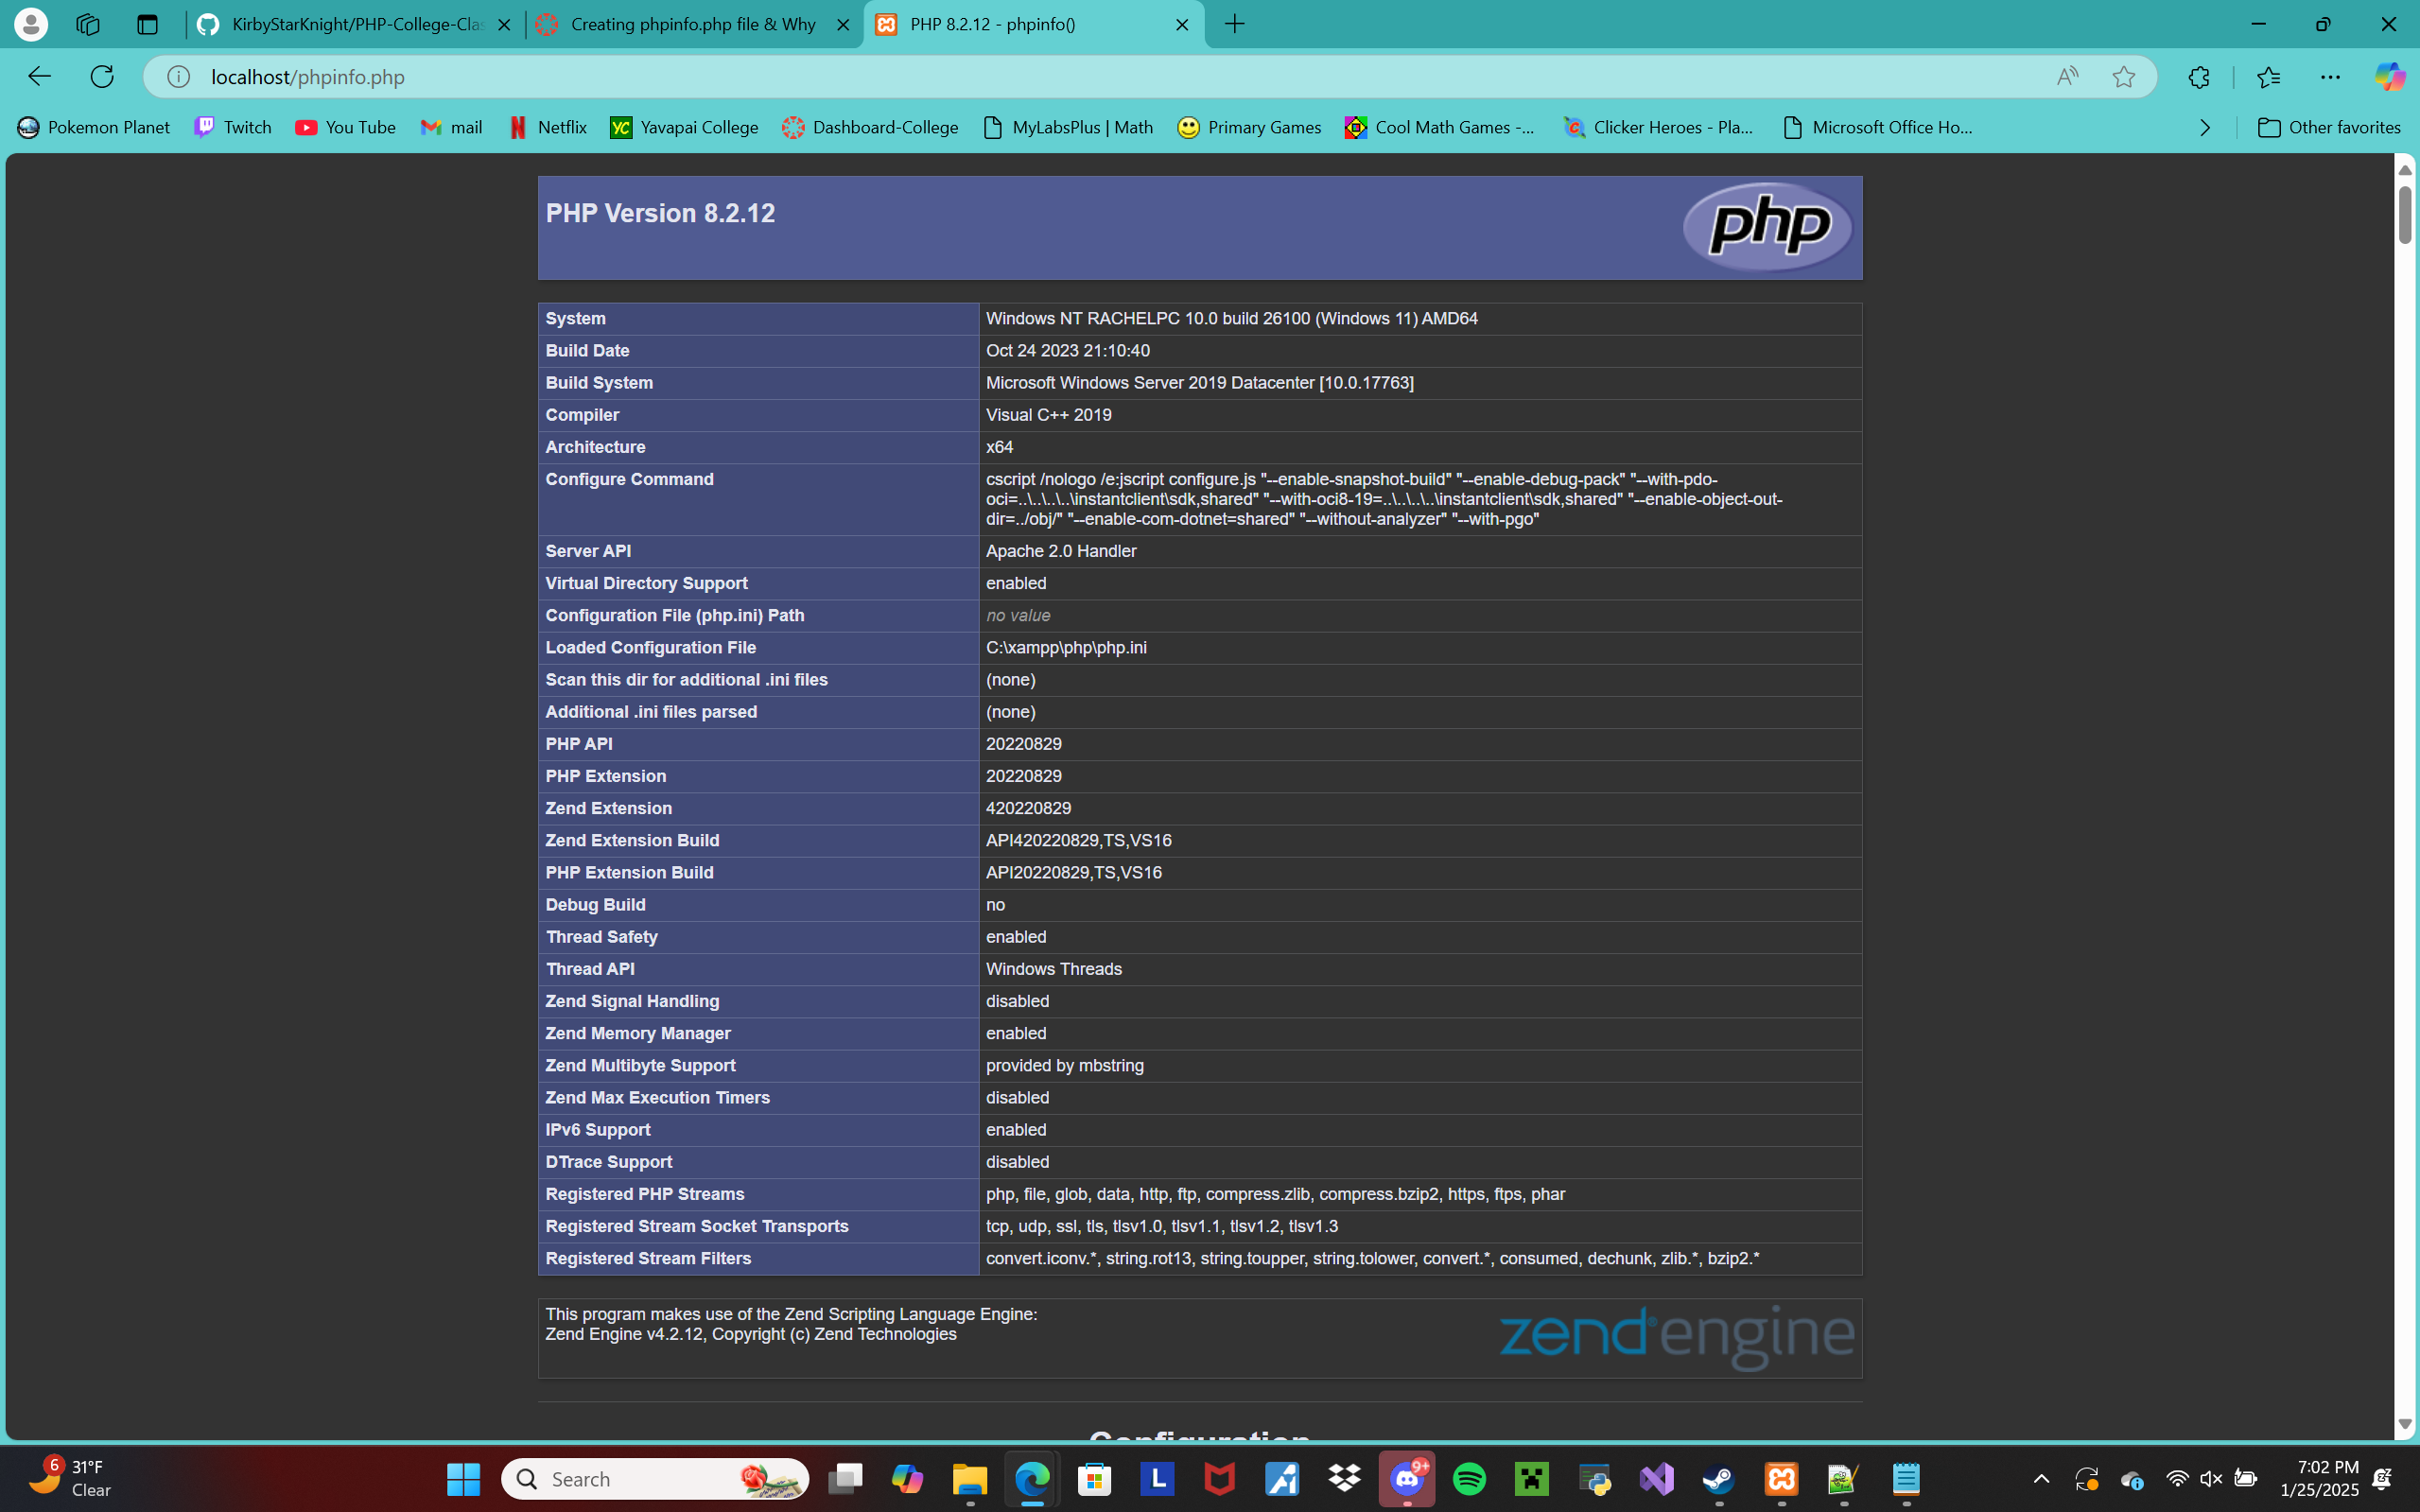 KirbyStarKnight/PHP-College-Clas
Creating phpinfo.php file & Why
PHP 8.2.12 - phpinfo()
localhost/phpinfo.php
Pokemon Planet
Twitch
You Tube
mail
Netflix
YC
Yavapai College
Dashboard-College
MyLabsPlus | Math
Primary Games
Cool Math Games -...
Clicker Heroes - Pla...
Microsoft Office Ho...
Other favorites
PHP Version 8.2.12
php
System Windows NT RACHELPC 10.0 build 26100 (Windows 11) AMD64
Build Date Oct 24 2023 21:10:40
Build System Microsoft Windows Server 2019 Datacenter [10.0.17763]
Compiler Visual C++ 2019
Architecture x64
Configure Command cscript /nologo /e:jscript configure.js "--enable-snapshot-build" "--enable-debug-pack" "--with-pdo-
oci=..\..\..\..\instantclient\sdk,shared" "--with-oci8-19=..\..\..\..\instantclient\sdk,shared" "--enable-object-out-
dir=../obj/" "--enable-com-dotnet=shared" "--without-analyzer" "--with-pgo"
Server API Apache 2.0 Handler
Virtual Directory Support enabled
Configuration File (php.ini) Path no value
Loaded Configuration File C:\xampp\php\php.ini
Scan this dir for additional .ini files (none)
Additional .ini files parsed (none)
PHP API 20220829
PHP Extension 20220829
Zend Extension 420220829
Zend Extension Build API420220829,TS,VS16
PHP Extension Build API20220829,TS,VS16
Debug Build no
Thread Safety enabled
Thread API Windows Threads
Zend Signal Handling disabled
Zend Memory Manager enabled
Zend Multibyte Support provided by mbstring
Zend Max Execution Timers disabled
IPv6 Support enabled
DTrace Support disabled
Registered PHP Streams php, file, glob, data, http, ftp, compress.zlib, compress.bzip2, https, ftps, phar
Registered Stream Socket Transports tcp, udp, ssl, tls, tlsv1.0, tlsv1.1, tlsv1.2, tlsv1.3
Registered Stream Filters convert.iconv.*, string.rot13, string.toupper, string.tolower, convert.*, consumed, dechunk, zlib.*, bzip2.*
This program makes use of the Zend Scripting Language Engine:
Zend Engine v4.2.12, Copyright (c) Zend Technologies
zend engine
Configuration
6
31°F
Clear
Search
L
9+
7:02 PM
1/25/2025